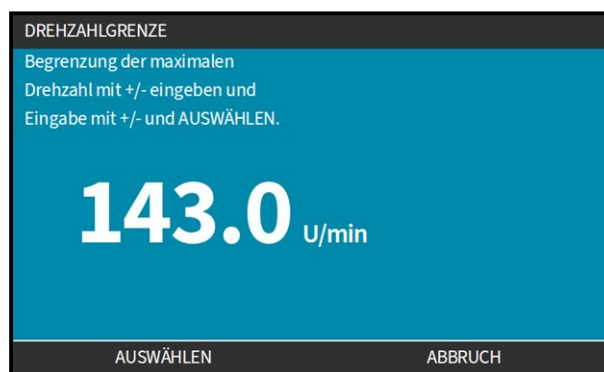 DREHZAHLGRENZE
Begrenzung der maximalen
Drehzahl mit +/- eingeben und
Eingabe mit +/- und AUSWÄHLEN.
143.0 U/min
AUSWÄHLEN ABBRUCH